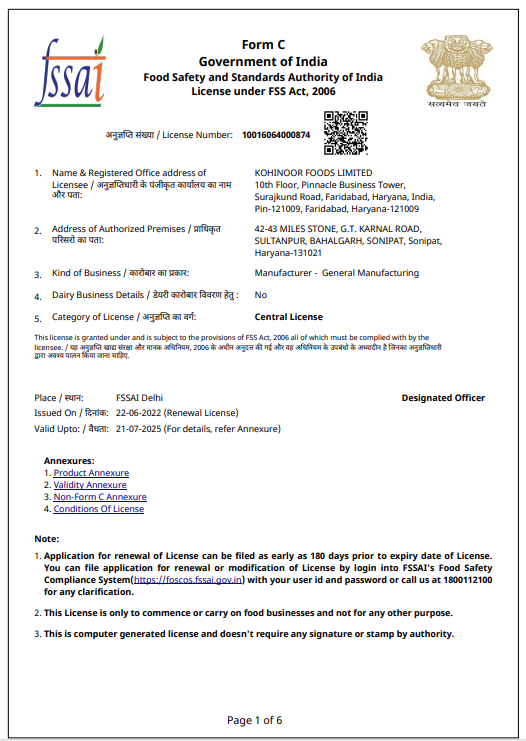 fssai
Form C
Government of India
Food Safety and Standards Authority of India
License under FSS Act, 2006
सत्यमेव जयते
अनुज्ञप्ति संख्या / License Number: 10016064000874
1. Name & Registered Office address of
Licensee / अनुज्ञप्तिधारी के पंजीकृत कार्यालय का नाम
और पता:
KOHINOOR FOODS LIMITED
10th Floor, Pinnacle Business Tower,
Surajkund Road, Faridabad, Haryana, India,
Pin-121009, Faridabad, Haryana-121009
2. Address of Authorized Premises / प्राधिकृत
परिसरो का पता:
42-43 MILES STONE, G.T. KARNAL ROAD,
SULTANPUR, BAHALGARH, SONIPAT, Sonipat,
Haryana-131021
3. Kind of Business / कारोबार का प्रकार: Manufacturer - General Manufacturing
4. Dairy Business Details / डेयरी कारोबार विवरण हेतु : No
5. Category of License / अनुज्ञप्ति का वर्ग: Central License
This license is granted under and is subject to the provisions of FSS Act, 2006 all of which must be complied with by the
licensee. / यह अनुज्ञप्ति खाद्य संरक्षा और मानक अधिनियम, 2006 के अधीन अनुदत्त की गई और वह अधिनियम के उपबंधो के अध्यादीन है जिनका अनुज्ञप्तिधारी
द्वारा अवश्य पालन किया जाना चाहिए.
Place / स्थान: FSSAI Delhi Designated Officer
Issued On / दिनांक: 22-06-2022 (Renewal License)
Valid Upto: / वैधता: 21-07-2025 (For details, refer Annexure)
Annexures:
1. Product Annexure
2. Validity Annexure
3. Non-Form C Annexure
4. Conditions Of License
Note:
1. Application for renewal of License can be filed as early as 180 days prior to expiry date of License.
You can file application for renewal or modification of License by login into FSSAI's Food Safety
Compliance System(https://foscos.fssai.gov.in) with your user id and password or call us at 1800112100
for any clarification.
2. This License is only to commence or carry on food businesses and not for any other purpose.
3. This is computer generated license and doesn't require any signature or stamp by authority.
Page 1 of 6